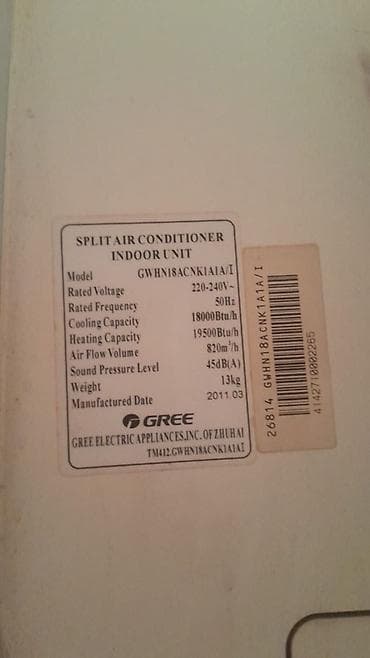 SPLIT AIR CONDITIONER
INDOOR UNIT
Model GWHN18ACNK1A1A/I
Rated Voltage 220-240V~
Rated Frequency 50Hz
Cooling Capacity 18000Btu/h
Heating Capacity 19500Btu/h
Air Flow Volume 820m³/h
Sound Pressure Level 45dB(A)
Weight 13kg
Manufactured Date 2011.03
GREE
GREE ELECTRIC APPLIANCES,INC. OF ZHUHAI
TM412.GWHN18ACNK1A1AI
26814 GWHN18ACNK1A1A/I
4142710002265